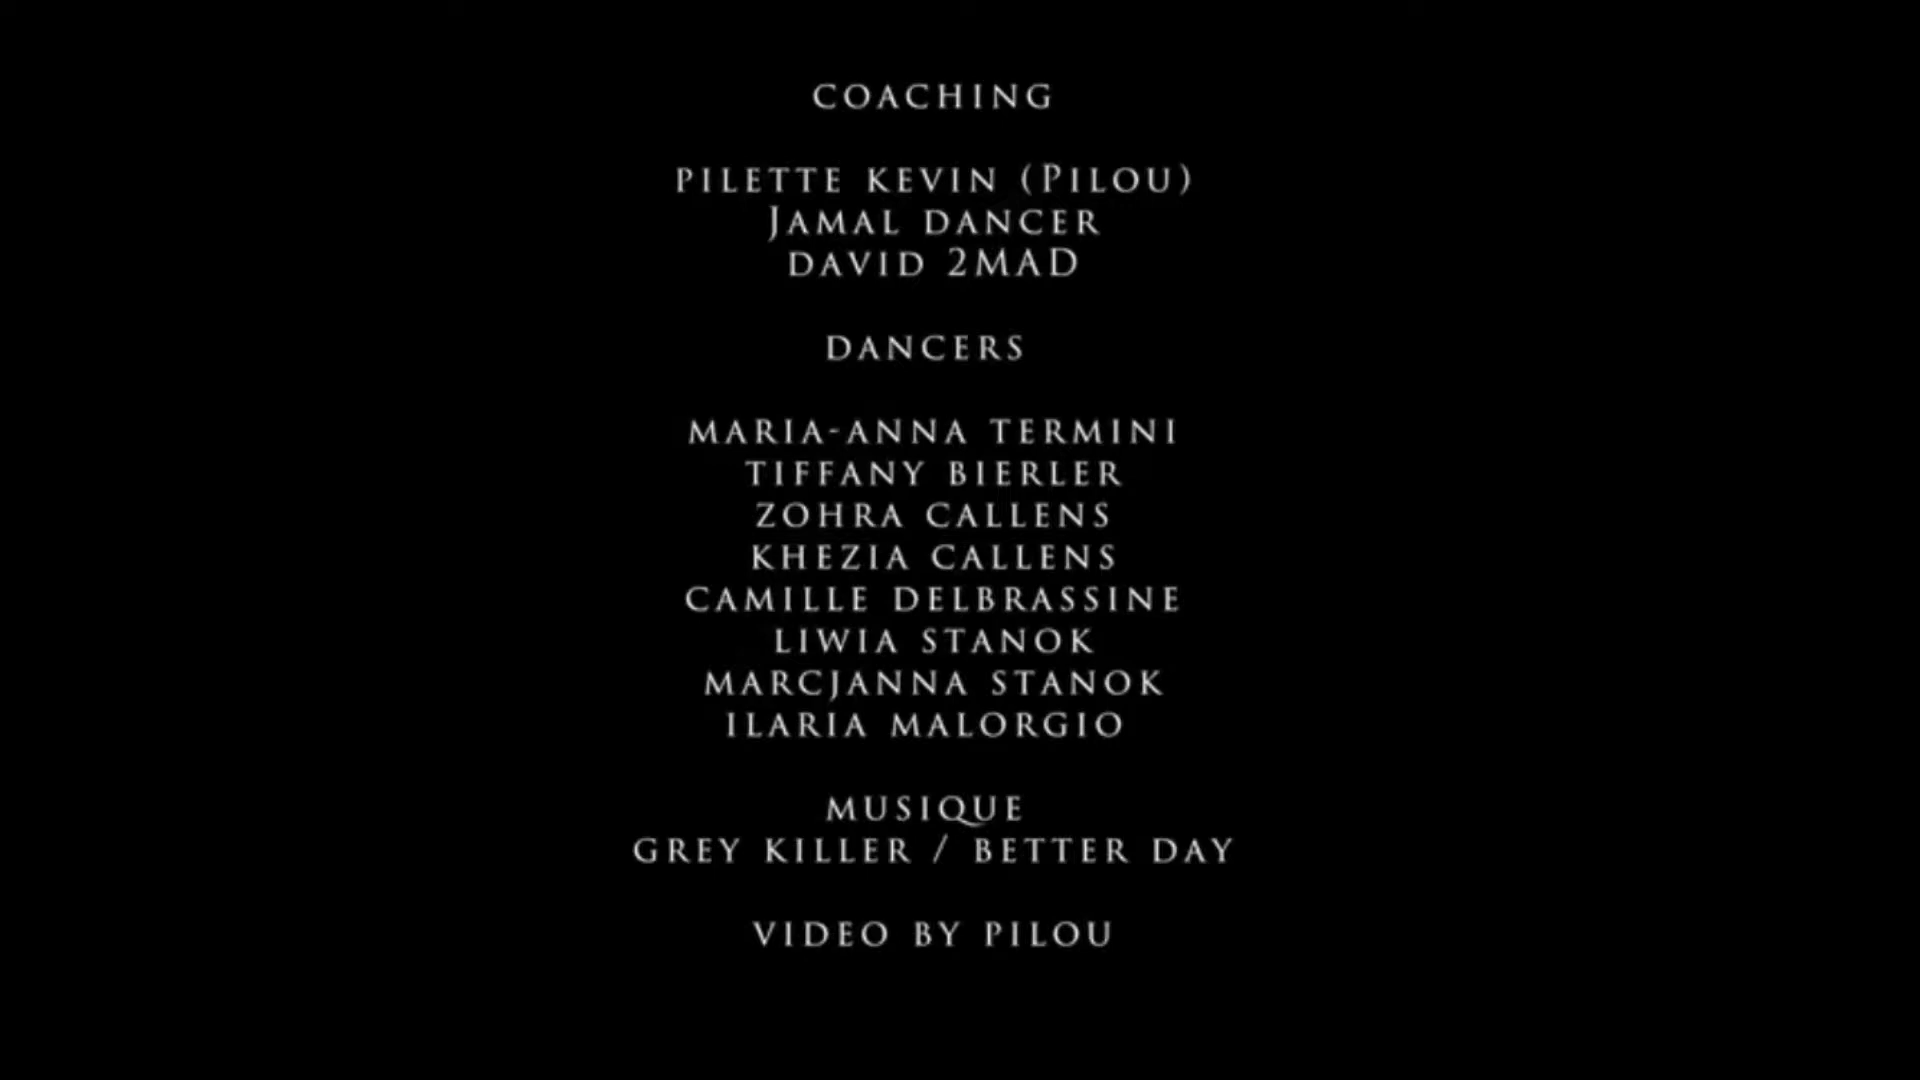 COACHING
PILETTE KEVIN (PILOU)
JAMAL DANCER
DAVID 2MAD
DANCERS
MARIA-ANNA TERMINI
TIFFANY BIERLER
ZOHRA CALLENS
KHEZIA CALLENS
CAMILLE DELBRASSINE
LIWIA STANOK
MARCJANNA STANOK
ILARIA MALORGIO
MUSIQUE
GREY KILLER / BETTER DAY
VIDEO BY PILOU